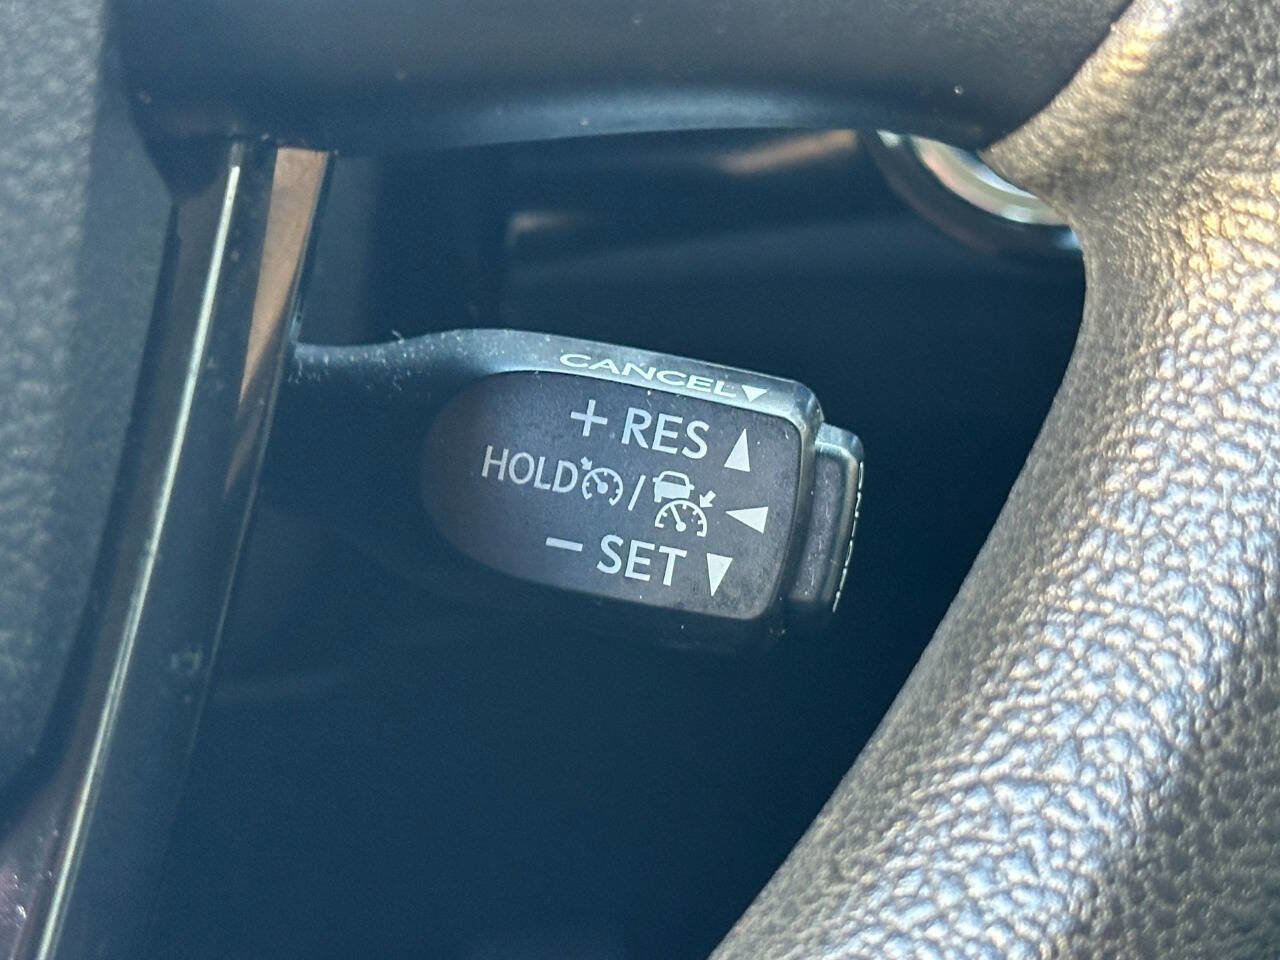 CANCEL
+ RES
HOLD /
− SET